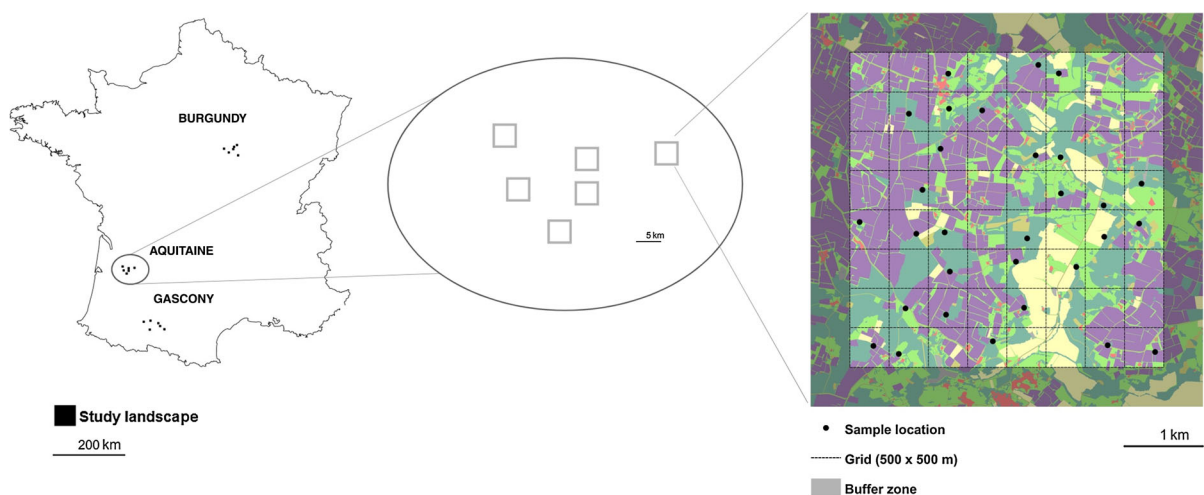 BURGUNDY
AQUITAINE
GASCONY
Study landscape
200 km
5 km
Sample location
Grid (500 x 500 m)
Buffer zone
1 km